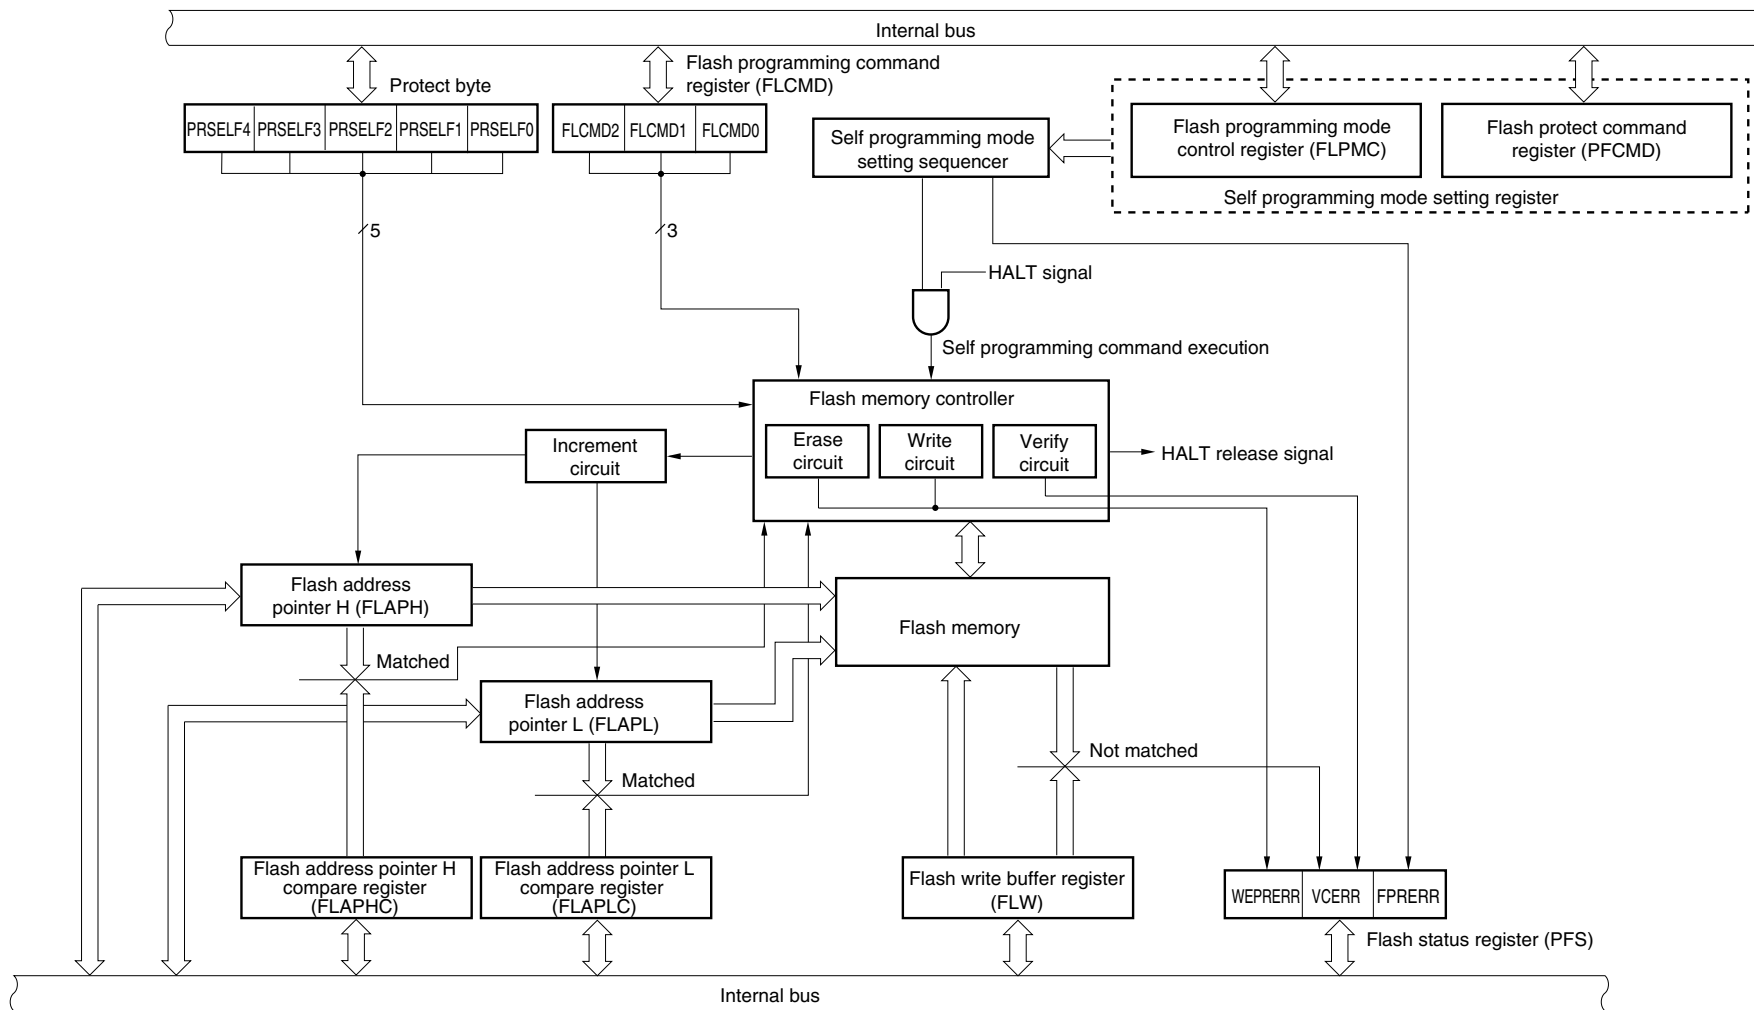 Internal bus
Protect byte
Flash programming command
register (FLCMD)
PRSELF4 PRSELF3 PRSELF2 PRSELF1 PRSELF0
FLCMD2 FLCMD1 FLCMD0
Self programming mode
setting sequencer
Flash programming mode
control register (FLPMC)
Flash protect command
register (PFCMD)
Self programming mode setting register
5
3
HALT signal
Self programming command execution
Flash memory controller
Erase
circuit
Write
circuit
Verify
circuit
Increment
circuit
HALT release signal
Flash address
pointer H (FLAPH)
Flash memory
Matched
Flash address
pointer L (FLAPL)
Matched
Not matched
Flash address pointer H
compare register
(FLAPHC)
Flash address pointer L
compare register
(FLAPLC)
Flash write buffer register
(FLW)
WEPRERR VCERR FPRERR
Flash status register (PFS)
Internal bus